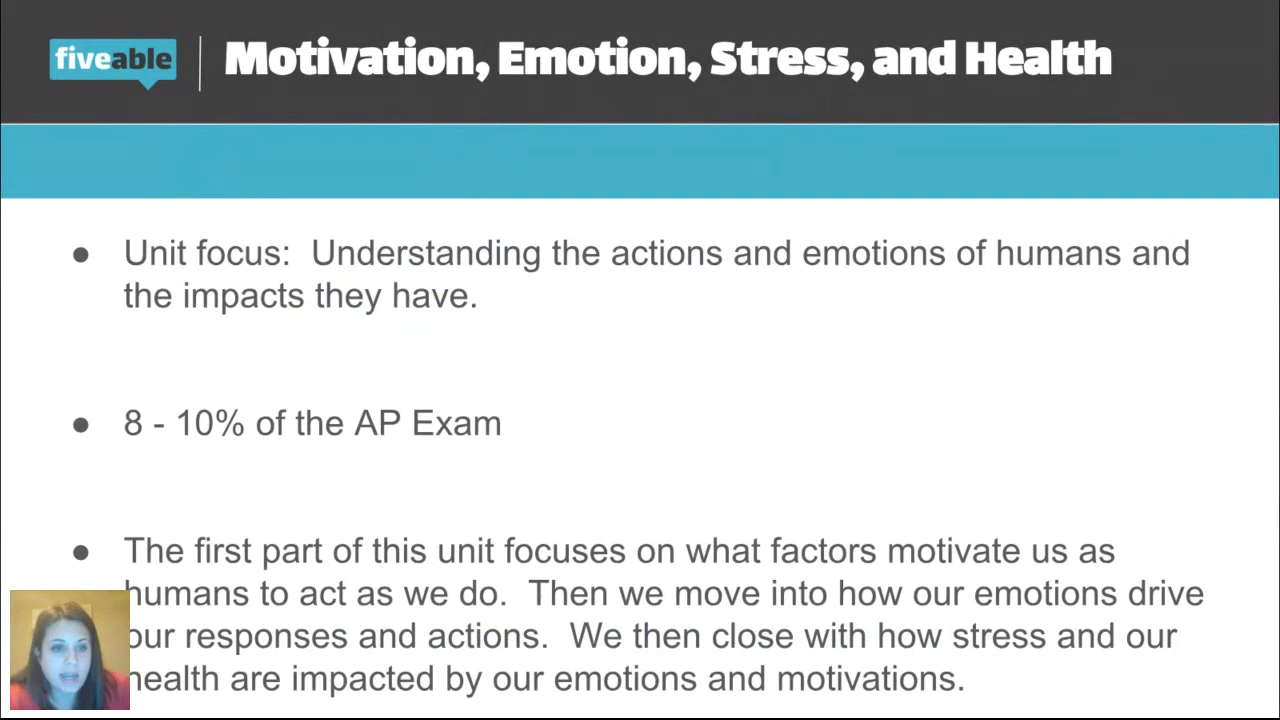 fiveable
Motivation, Emotion, Stress, and Health
● Unit focus: Understanding the actions and emotions of humans and
the impacts they have.
● 8 - 10% of the AP Exam
● The first part of this unit focuses on what factors motivate us as
humans to act as we do. Then we move into how our emotions drive
our responses and actions. We then close with how stress and our
health are impacted by our emotions and motivations.